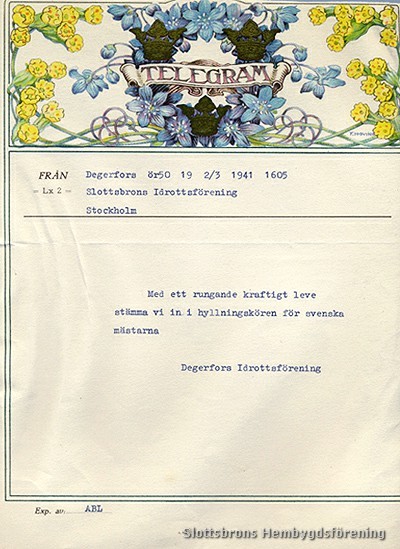 TELEGRAM
FRÅN Degerfors ör50 19 2/3 1941 1605
= Lx 2 = Slottsbrons Idrottsförening
Stockholm
Med ett rungande kraftigt leve
stämma vi in i hyllningskören för svenska
mästarna
Degerfors Idrottsförening
Exp. av: ABL
Slottsbrons Hembygdsförening